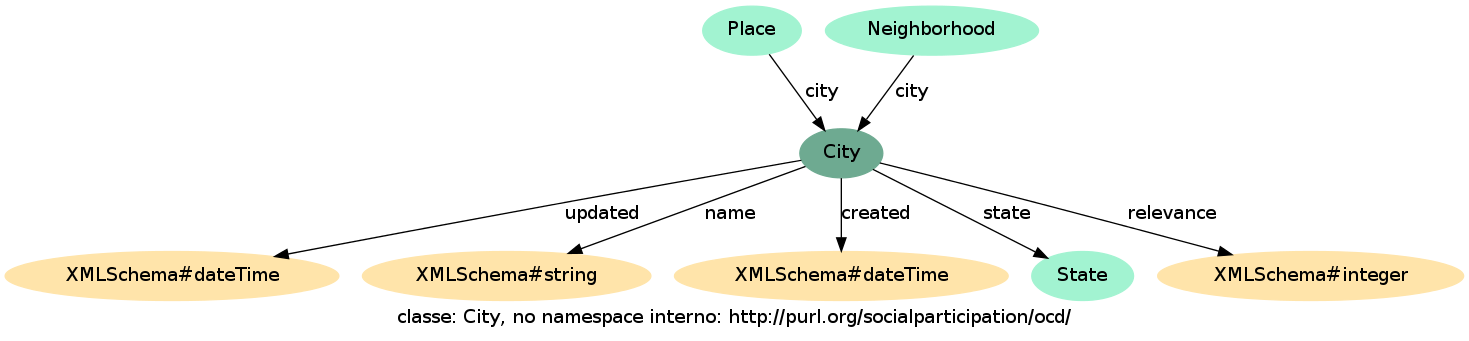 Place
Neighborhood
city
city
City
updated
name
created
state
relevance
XMLSchema#dateTime
XMLSchema#string
XMLSchema#dateTime
State
XMLSchema#integer
classe: City, no namespace interno: http://purl.org/socialparticipation/ocd/